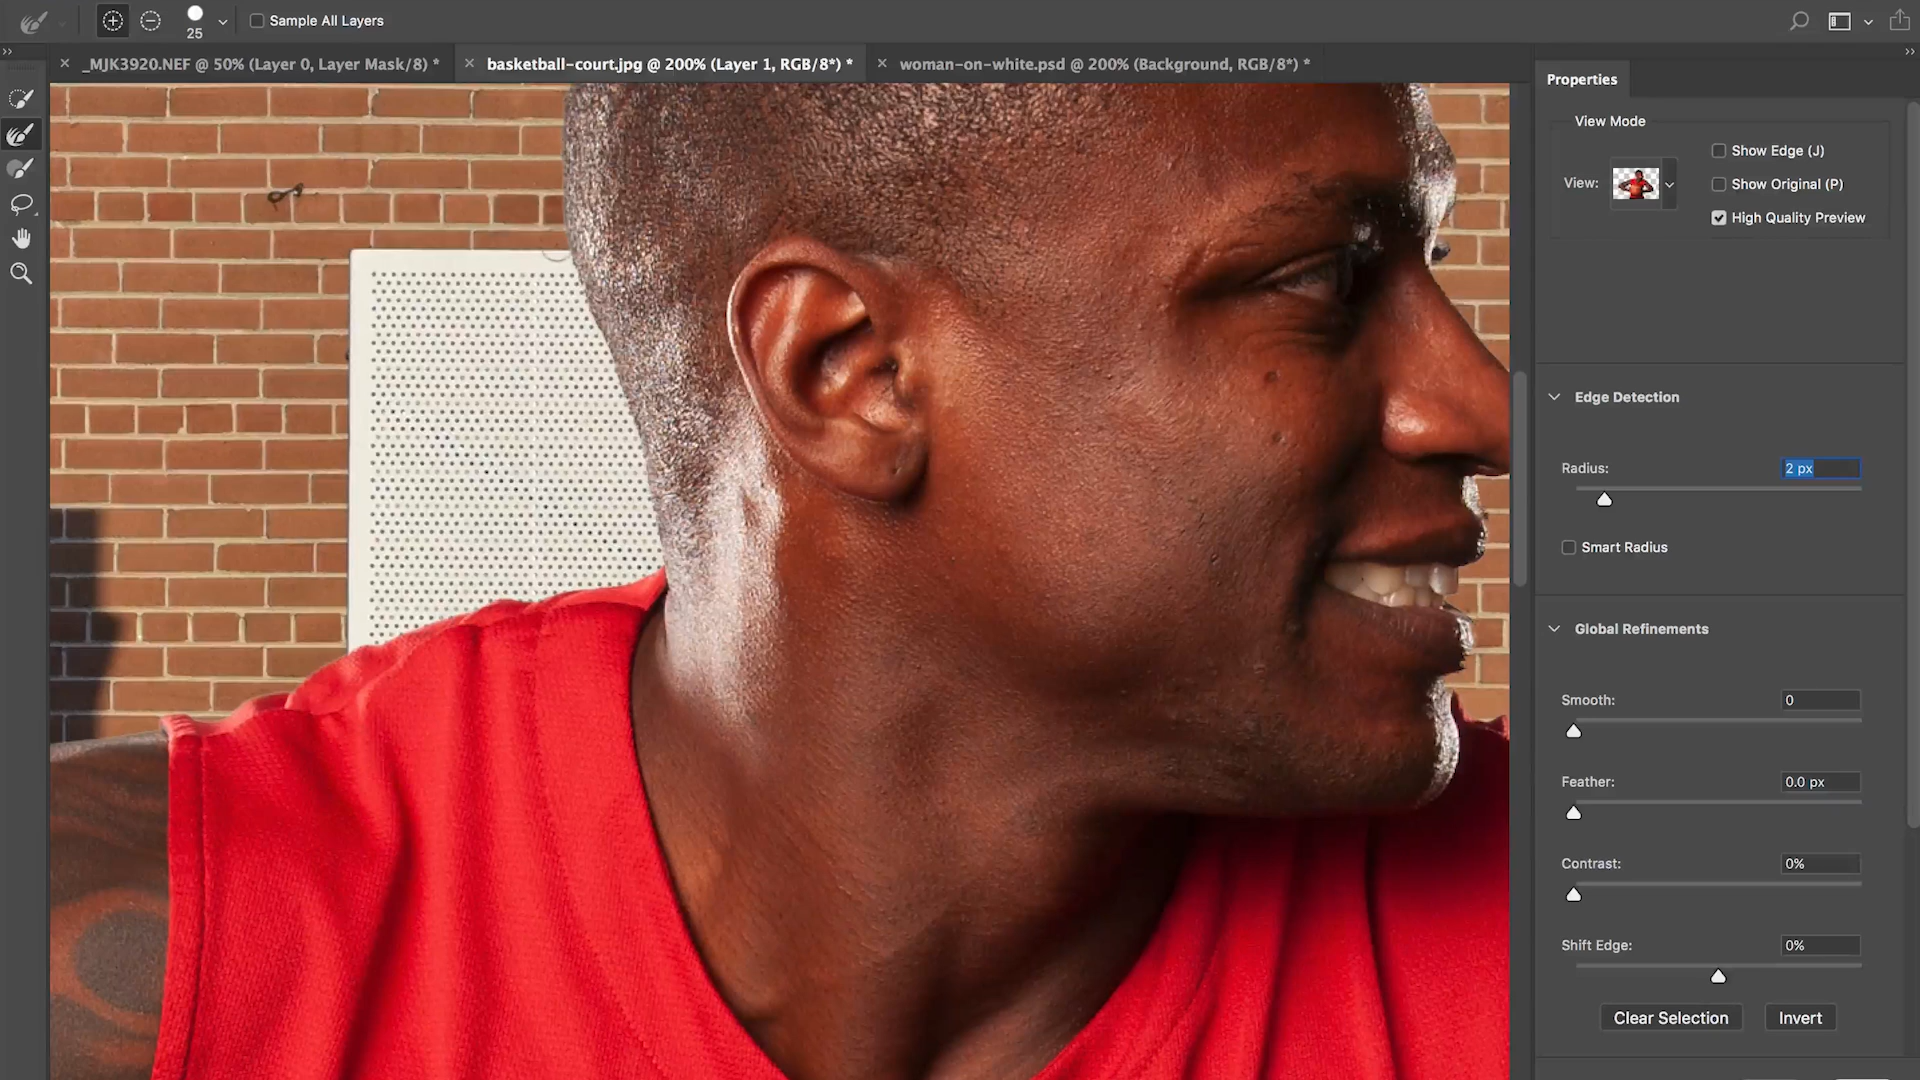 25
Sample All Layers
_MJK3920.NEF @ 50% (Layer 0, Layer Mask/8) *
basketball-court.jpg @ 200% (Layer 1, RGB/8*) *
woman-on-white.psd @ 200% (Background, RGB/8*) *
Properties
View Mode
View:
Show Edge (J)
Show Original (P)
High Quality Preview
Edge Detection
Radius:
2 px
Smart Radius
Global Refinements
Smooth:
0
Feather:
0.0 px
Contrast:
0%
Shift Edge:
0%
Clear Selection
Invert